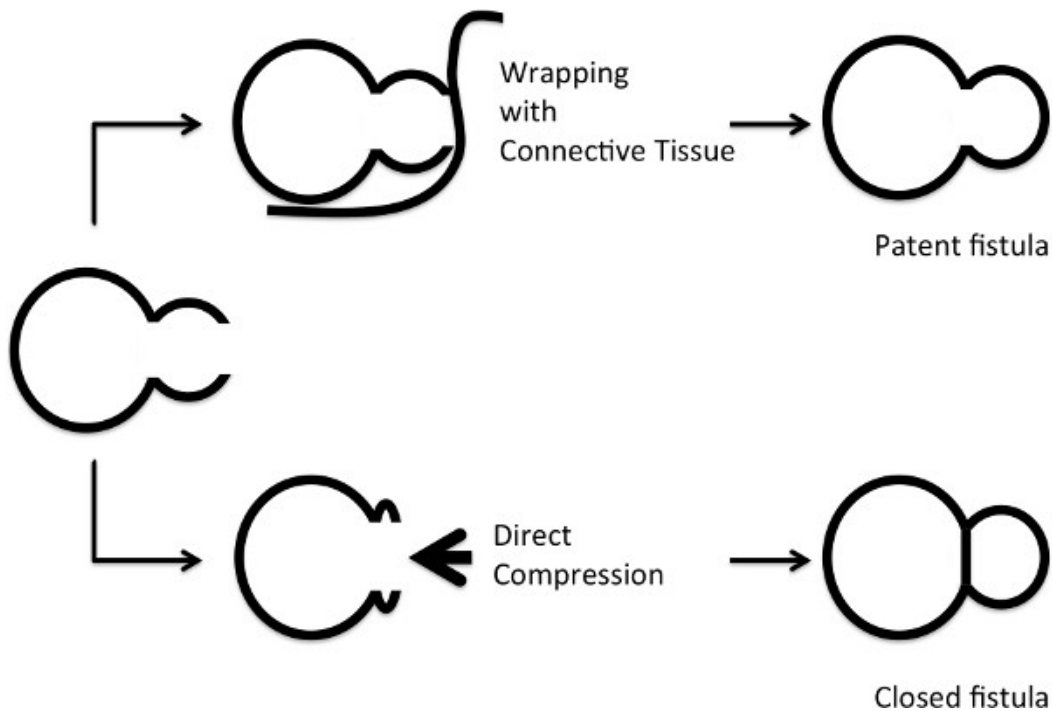 Wrapping
with
Connective Tissue
Patent fistula
Direct
Compression
Closed fistula